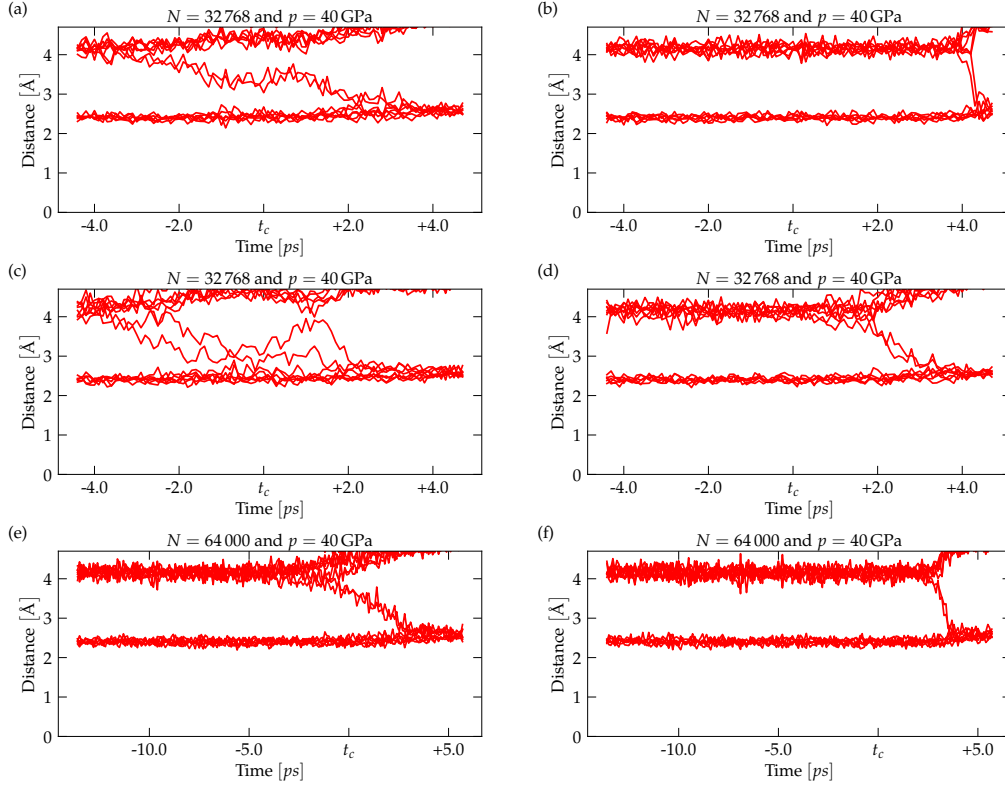 (a)
N = 32 768 and p = 40 GPa
Distance [Å]
4
3
2
1
0
-4.0 -2.0 t_c +2.0 +4.0
Time [ps]
(b)
N = 32 768 and p = 40 GPa
Distance [Å]
4
3
2
1
0
-4.0 -2.0 t_c +2.0 +4.0
Time [ps]
(c)
N = 32 768 and p = 40 GPa
Distance [Å]
4
3
2
1
0
-4.0 -2.0 t_c +2.0 +4.0
Time [ps]
(d)
N = 32 768 and p = 40 GPa
Distance [Å]
4
3
2
1
0
-4.0 -2.0 t_c +2.0 +4.0
Time [ps]
(e)
N = 64 000 and p = 40 GPa
Distance [Å]
4
3
2
1
0
-10.0 -5.0 t_c +5.0
Time [ps]
(f)
N = 64 000 and p = 40 GPa
Distance [Å]
4
3
2
1
0
-10.0 -5.0 t_c +5.0
Time [ps]